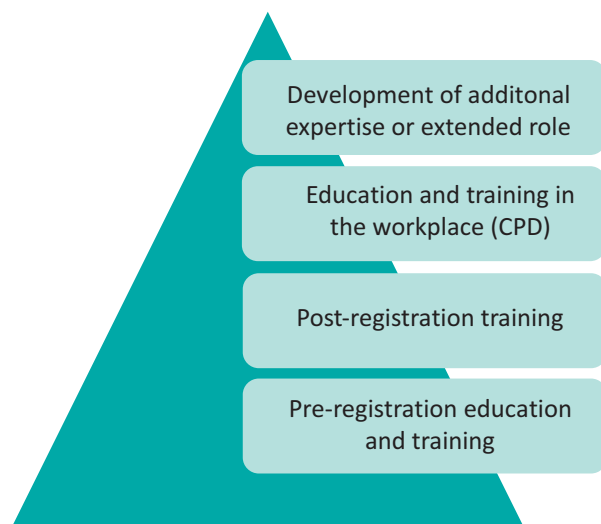 Development of additonal
expertise or extended role
Education and training in
the workplace (CPD)
Post-registration training
Pre-registration education
and training